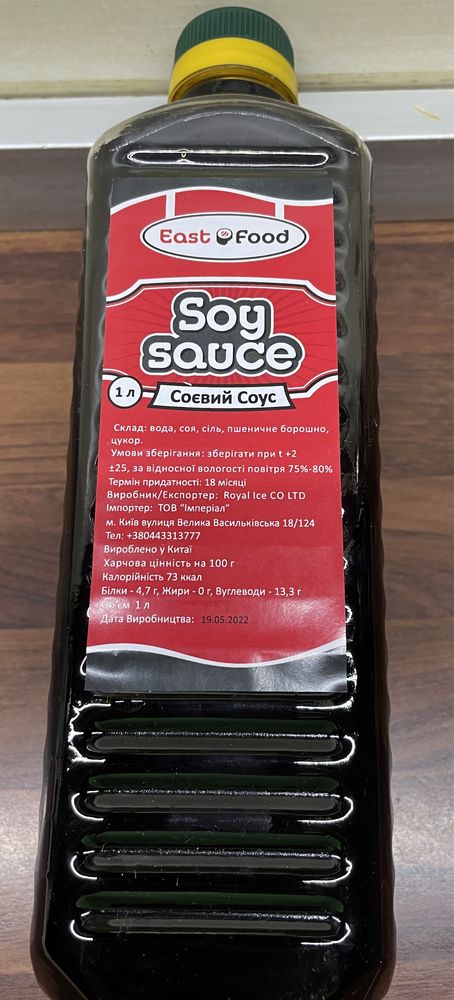 East Food
Soy
sauce
1 л
Соєвий Соус
Склад: вода, соя, сіль, пшеничне борошно,
цукор.
Умови зберігання: зберігати при t +2
±25, за відносної вологості повітря 75%-80%
Термін придатності: 18 місяці
Виробник/Експортер: Royal Ice CO LTD
Імпортер: ТОВ "Імперіал"
м. Київ вулиця Велика Васильківська 18/124
Тел: +380443313777
Вироблено у Китаї
Харчова цінність на 100 г
Калорійність 73 ккал
Білки - 4,7 г, Жири - 0 г, Вуглеводи - 13,3 г
Об'єм 1 л
Дата Виробництва: 19.05.2022